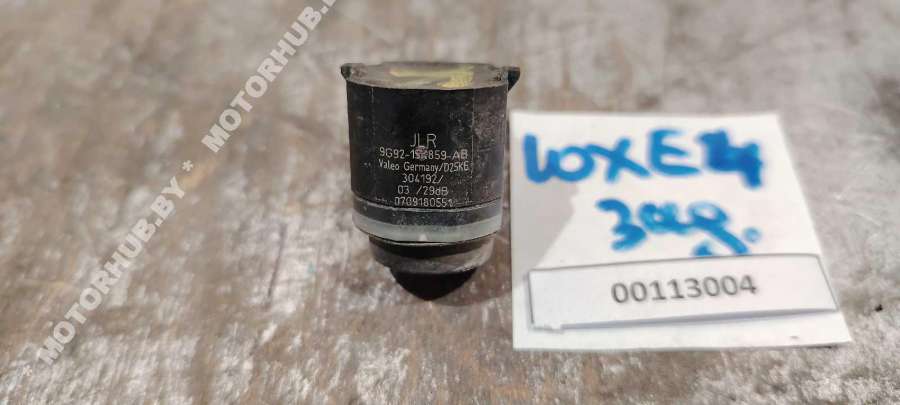 MOTORHUB.BY * MOTORHUB.BY *
JLR
9G92-15K859-AB
Valeo Germany/D25KE
304192/
03 /29dB
0709180551
00113004